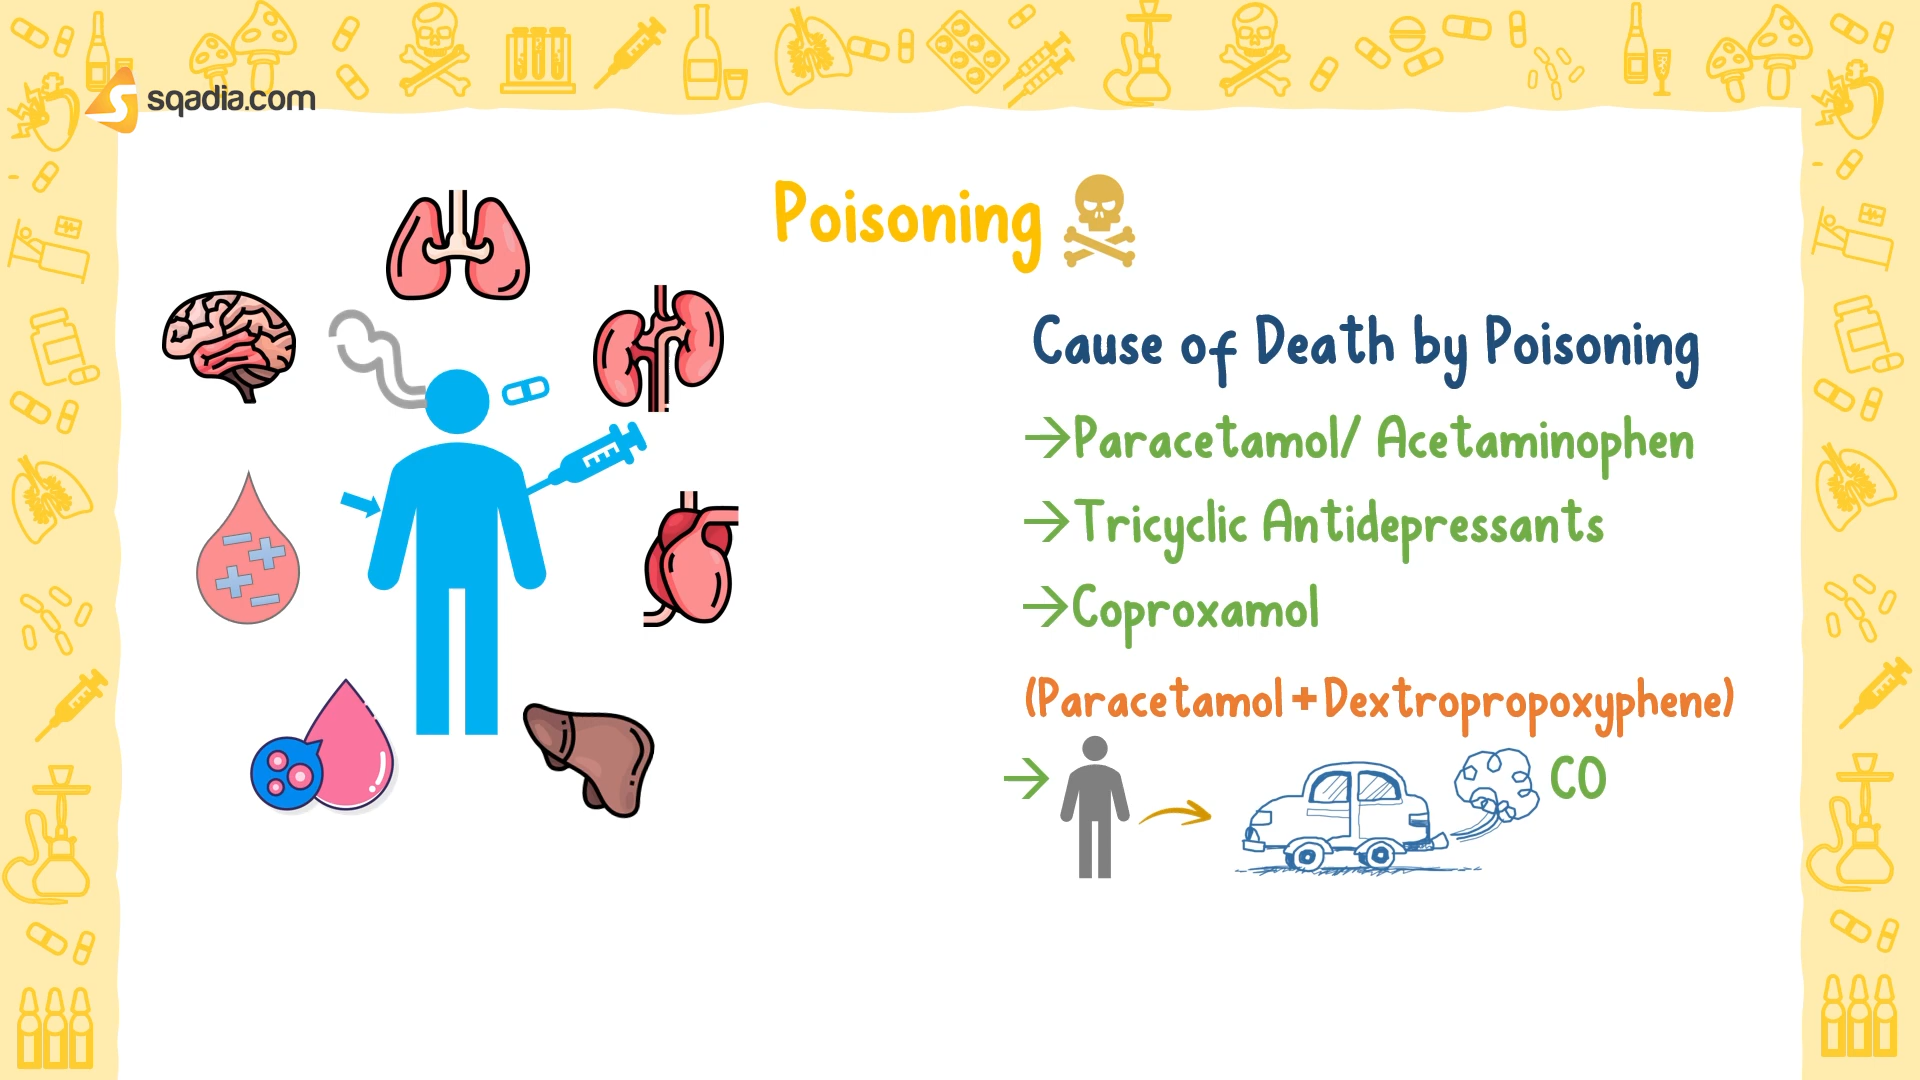 sqadia.com
Poisoning
Cause of Death by Poisoning
→Paracetamol/ Acetaminophen
→Tricyclic Antidepressants
→Coproxamol
(Paracetamol+Dextropropoxyphene)
→ CO